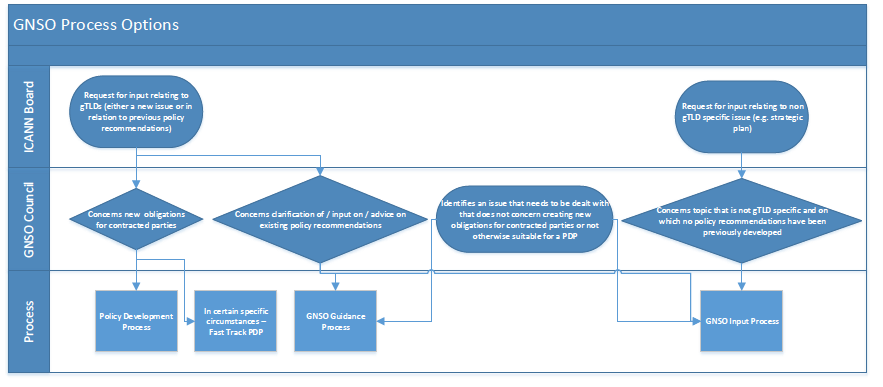 GNSO Process Options
ICANN Board
Request for input relating to
gTLDs (either a new issue or in
relation to previous policy
recommendations)
Request for input relating to non
gTLD specific issue (e.g. strategic
plan)
GNSO Council
Concerns new obligations
for contracted parties
Concerns clarification of / input on / advice on
existing policy recommendations
Identifies an issue that needs to be dealt with
that does not concern creating new
obligations for contracted parties or not
otherwise suitable for a PDP
Concerns topic that is not gTLD specific and on
which no policy recommendations have been
previously developed
Process
Policy Development
Process
In certain specific
circumstances –
Fast Track PDP
GNSO Guidance
Process
GNSO Input Process